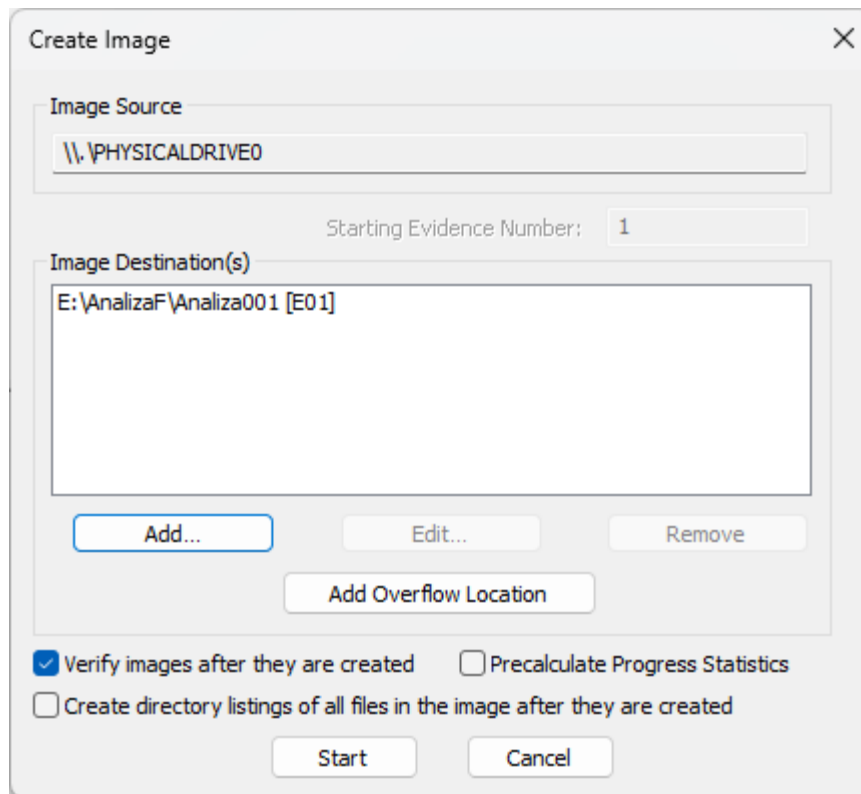 Create Image
Image Source
\\.\PHYSICALDRIVE0
Starting Evidence Number: 1
Image Destination(s)
E:\AnalizaF\Analiza001 [E01]
Add... Edit... Remove
Add Overflow Location
Verify images after they are created Precalculate Progress Statistics
Create directory listings of all files in the image after they are created
Start Cancel